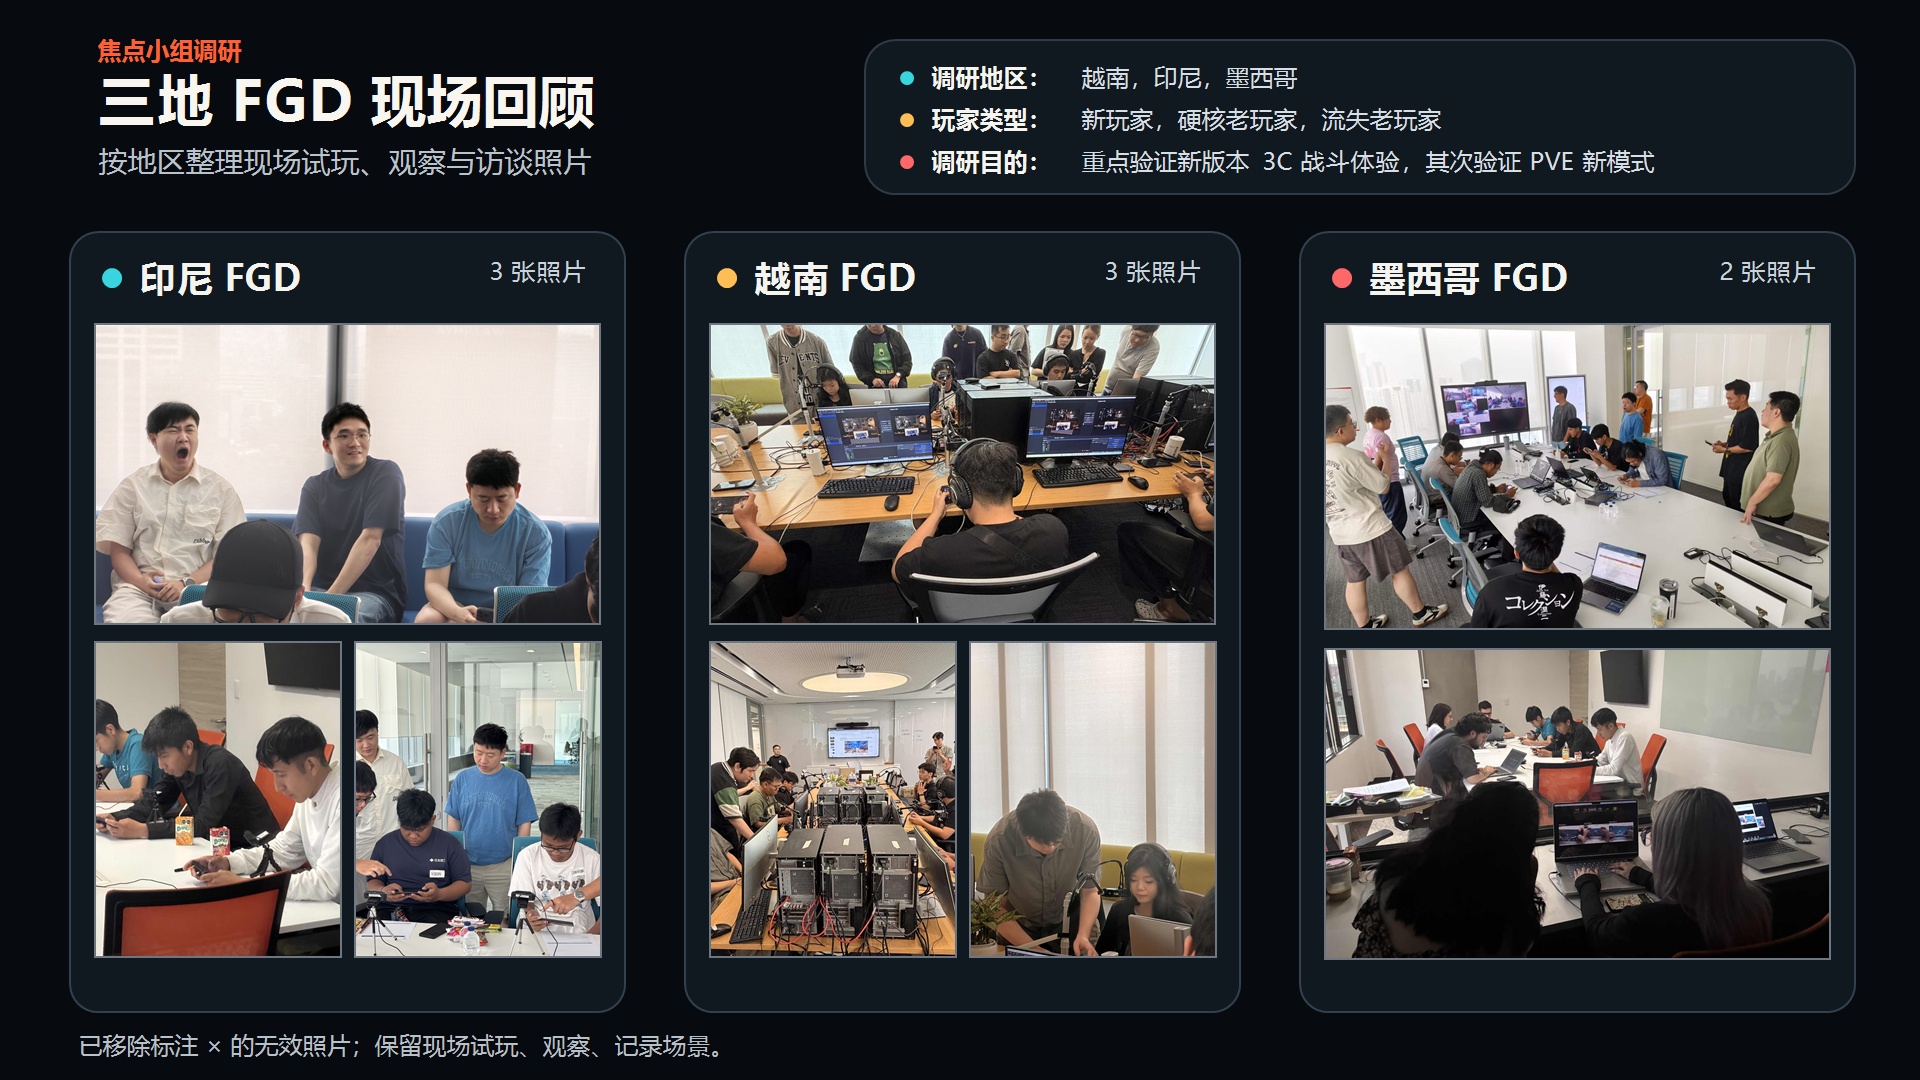 焦点小组调研
三地 FGD 现场回顾
按地区整理现场试玩、观察与访谈照片
调研地区： 越南，印尼，墨西哥
玩家类型： 新玩家，硬核老玩家，流失老玩家
调研目的： 重点验证新版本 3C 战斗体验，其次验证 PVE 新模式
印尼 FGD 3 张照片
越南 FGD 3 张照片
墨西哥 FGD 2 张照片
コレクション
已移除标注 × 的无效照片；保留现场试玩、观察、记录场景。